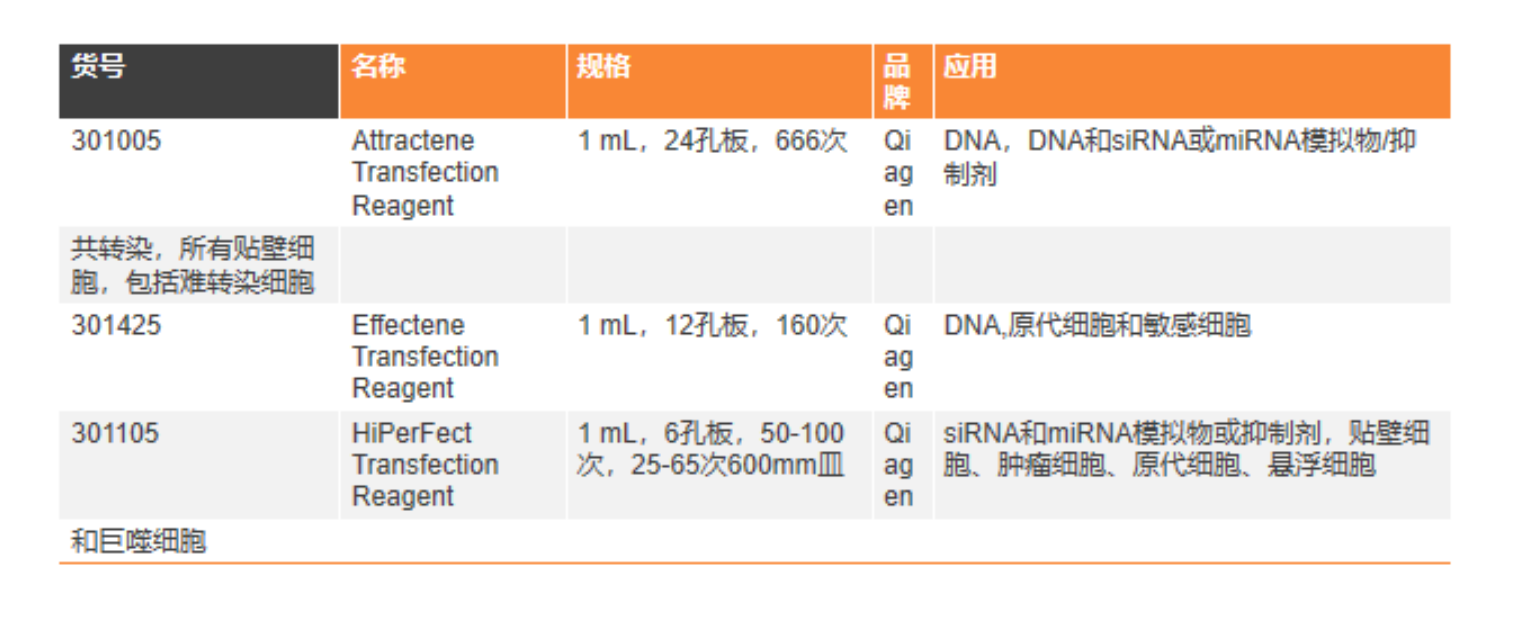 货号 名称 规格 品牌 应用
301005 Attractene Transfection Reagent 1 mL，24孔板，666次 Qiagen DNA，DNA和siRNA或miRNA模拟物/抑制剂
共转染，所有贴壁细胞，包括难转染细胞
301425 Effectene Transfection Reagent 1 mL，12孔板，160次 Qiagen DNA,原代细胞和敏感细胞
301105 HiPerFect Transfection Reagent 1 mL，6孔板，50-100次，25-65次600mm皿 Qiagen siRNA和miRNA模拟物或抑制剂，贴壁细胞、肿瘤细胞、原代细胞、悬浮细胞
和巨噬细胞